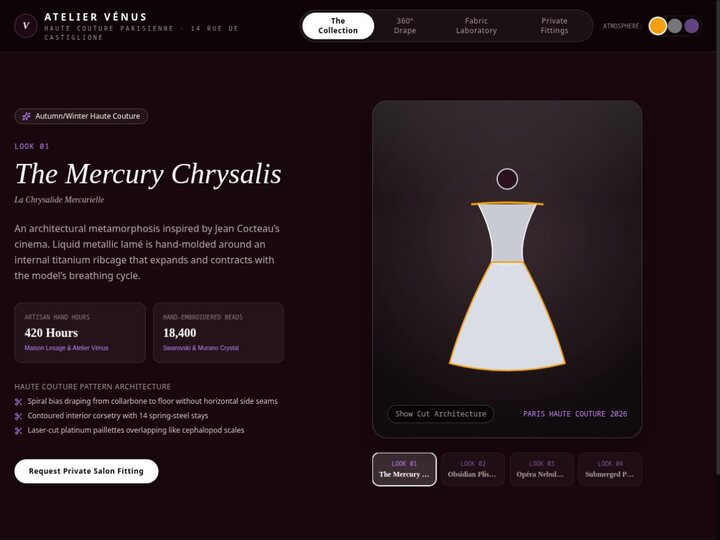 V
ATELIER VÉNUS
HAUTE COUTURE PARISIENNE · 14 RUE DE
CASTIGLIONE
The
Collection
360°
Drape
Fabric
Laboratory
Private
Fittings
ATMOSPHERE:
Autumn/Winter Haute Couture
LOOK 01
The Mercury Chrysalis
La Chrysalide Mercurielle
An architectural metamorphosis inspired by Jean Cocteau's
cinema. Liquid metallic lamé is hand-molded around an
internal titanium ribcage that expands and contracts with
the model's breathing cycle.
ARTISAN HAND HOURS
420 Hours
Maison Lesage & Atelier Vénus
HAND-EMBROIDERED BEADS
18,400
Swarovski & Murano Crystal
HAUTE COUTURE PATTERN ARCHITECTURE
Spiral bias draping from collarbone to floor without horizontal side seams
Contoured interior corsetry with 14 spring-steel stays
Laser-cut platinum paillettes overlapping like cephalopod scales
Request Private Salon Fitting
Show Cut Architecture
PARIS HAUTE COUTURE 2026
LOOK 01
The Mercury ...
LOOK 02
Obsidian Plis...
LOOK 03
Opéra Nebul...
LOOK 04
Submerged P...